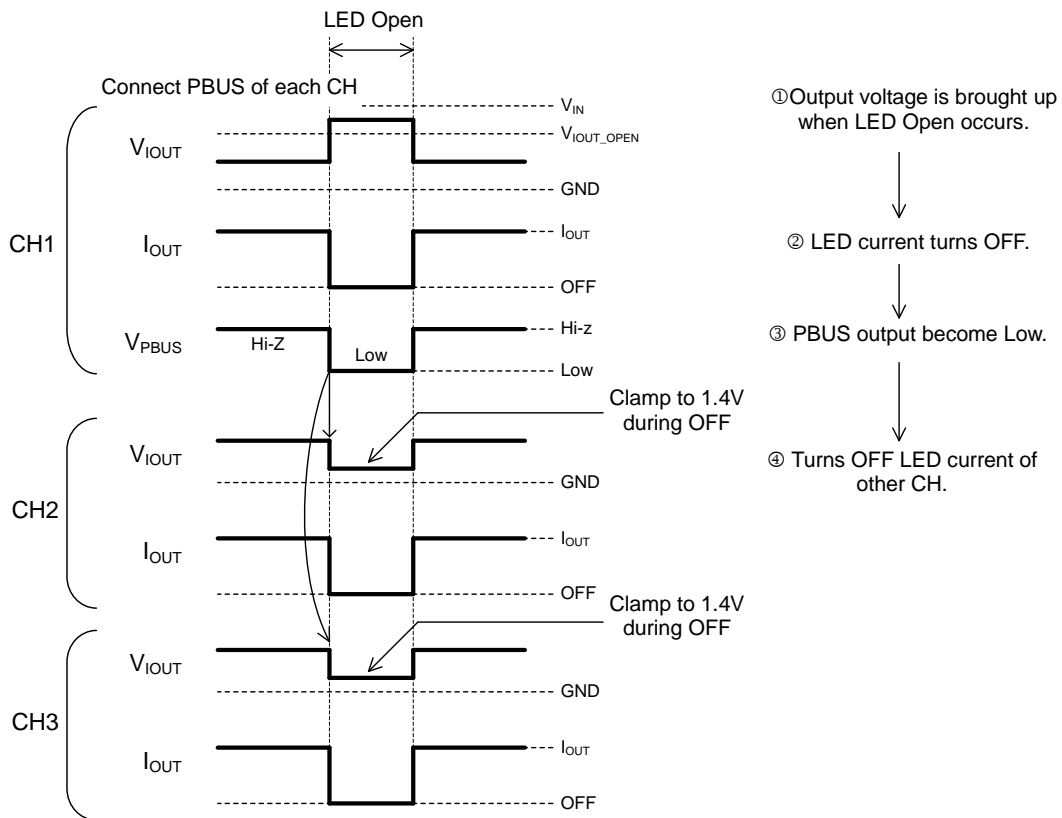 LED Open
Connect PBUS of each CH
CH1
VIOUT
VIN
VIOUT_OPEN
GND
IOUT
IOUT
OFF
VPBUS
Hi-Z
Low
Hi-z
Low
CH2
VIOUT
Clamp to 1.4V
during OFF
GND
IOUT
IOUT
OFF
CH3
VIOUT
Clamp to 1.4V
during OFF
GND
IOUT
IOUT
OFF
①Output voltage is brought up
when LED Open occurs.
② LED current turns OFF.
③ PBUS output become Low.
④ Turns OFF LED current of
other CH.